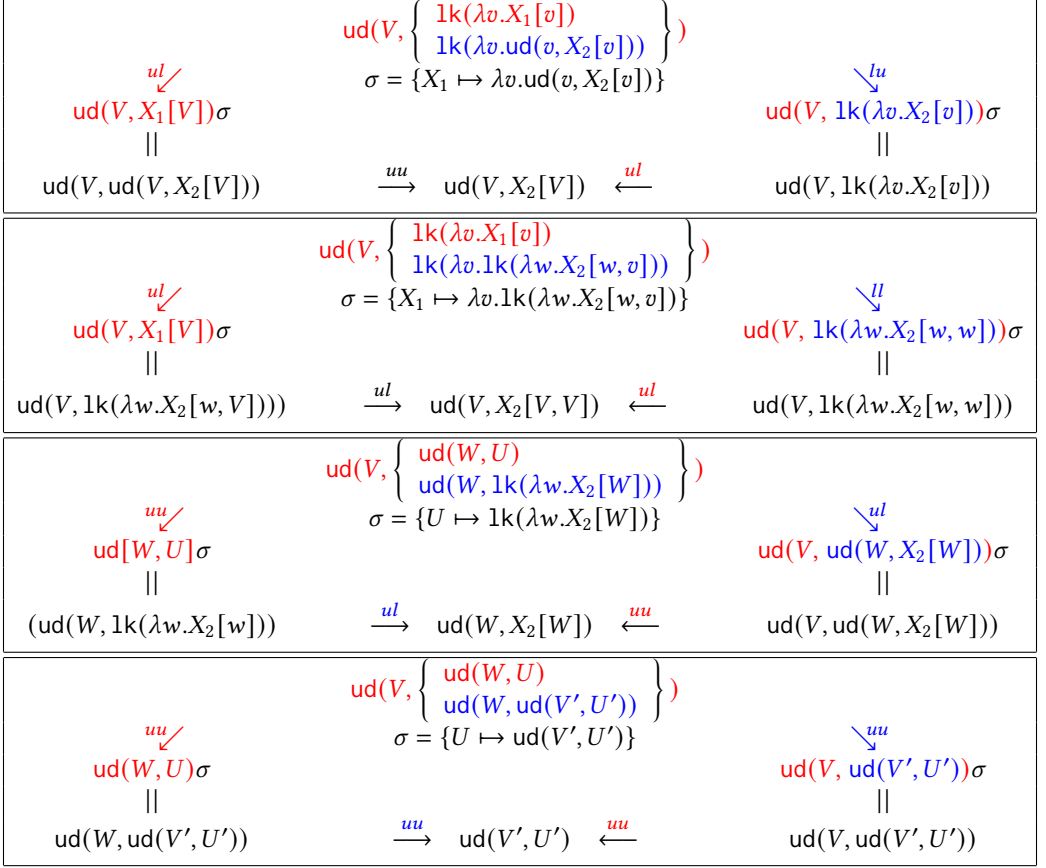 ud(V, { lk(λv.X₁[v])
lk(λv.ud(v, X₂[v])) } )
σ = {X₁ ↦ λv.ud(v, X₂[v])}
ul ↙ ↘ lu
ud(V, X₁[V])σ ud(V, lk(λv.X₂[v]))σ
|| ||
ud(V, ud(V, X₂[V])) uu ⟶ ud(V, X₂[V]) ul ⟵ ud(V, lk(λv.X₂[v]))
ud(V, { lk(λv.X₁[v])
lk(λv.lk(λw.X₂[w, v])) } )
σ = {X₁ ↦ λv.lk(λw.X₂[w, v])}
ul ↙ ↘ ll
ud(V, X₁[V])σ ud(V, lk(λw.X₂[w, w]))σ
|| ||
ud(V, lk(λw.X₂[w, V]))) ul ⟶ ud(V, X₂[V, V]) ul ⟵ ud(V, lk(λw.X₂[w, w]))
ud(V, { ud(W, U)
ud(W, lk(λw.X₂[W])) } )
σ = {U ↦ lk(λw.X₂[W])}
uu ↙ ↘ ul
ud[W, U]σ ud(V, ud(W, X₂[W]))σ
|| ||
(ud(W, lk(λw.X₂[w])) ul ⟶ ud(W, X₂[W]) uu ⟵ ud(V, ud(W, X₂[W]))
ud(V, { ud(W, U)
ud(W, ud(V′, U′)) } )
σ = {U ↦ ud(V′, U′)}
uu ↙ ↘ uu
ud(W, U)σ ud(V, ud(V′, U′))σ
|| ||
ud(W, ud(V′, U′)) uu ⟶ ud(V′, U′) uu ⟵ ud(V, ud(V′, U′))